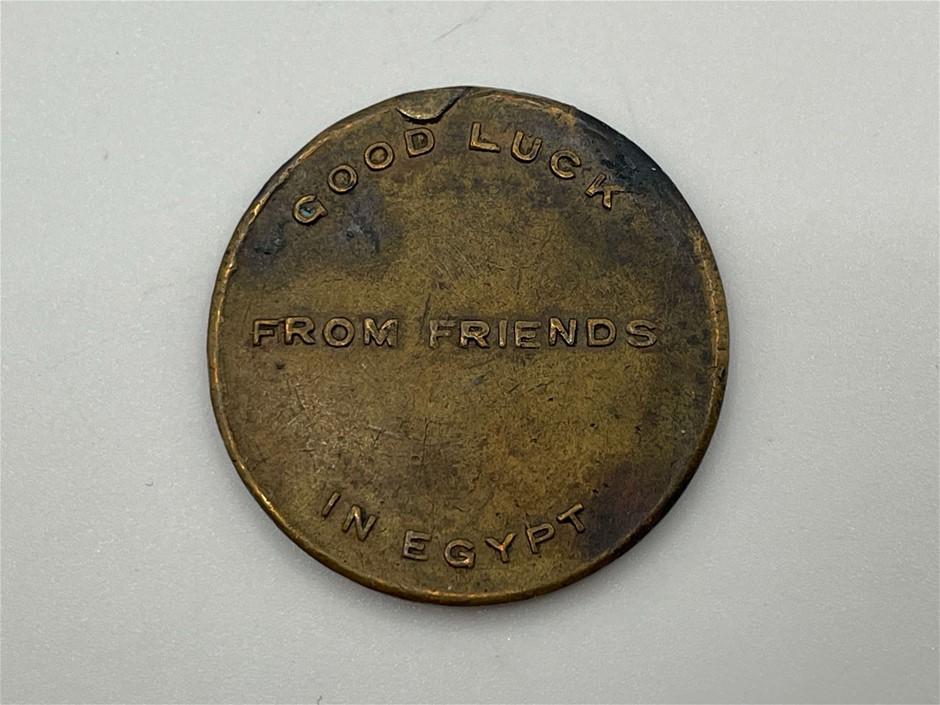 GOOD LUCK
FROM FRIENDS
IN EGYPT